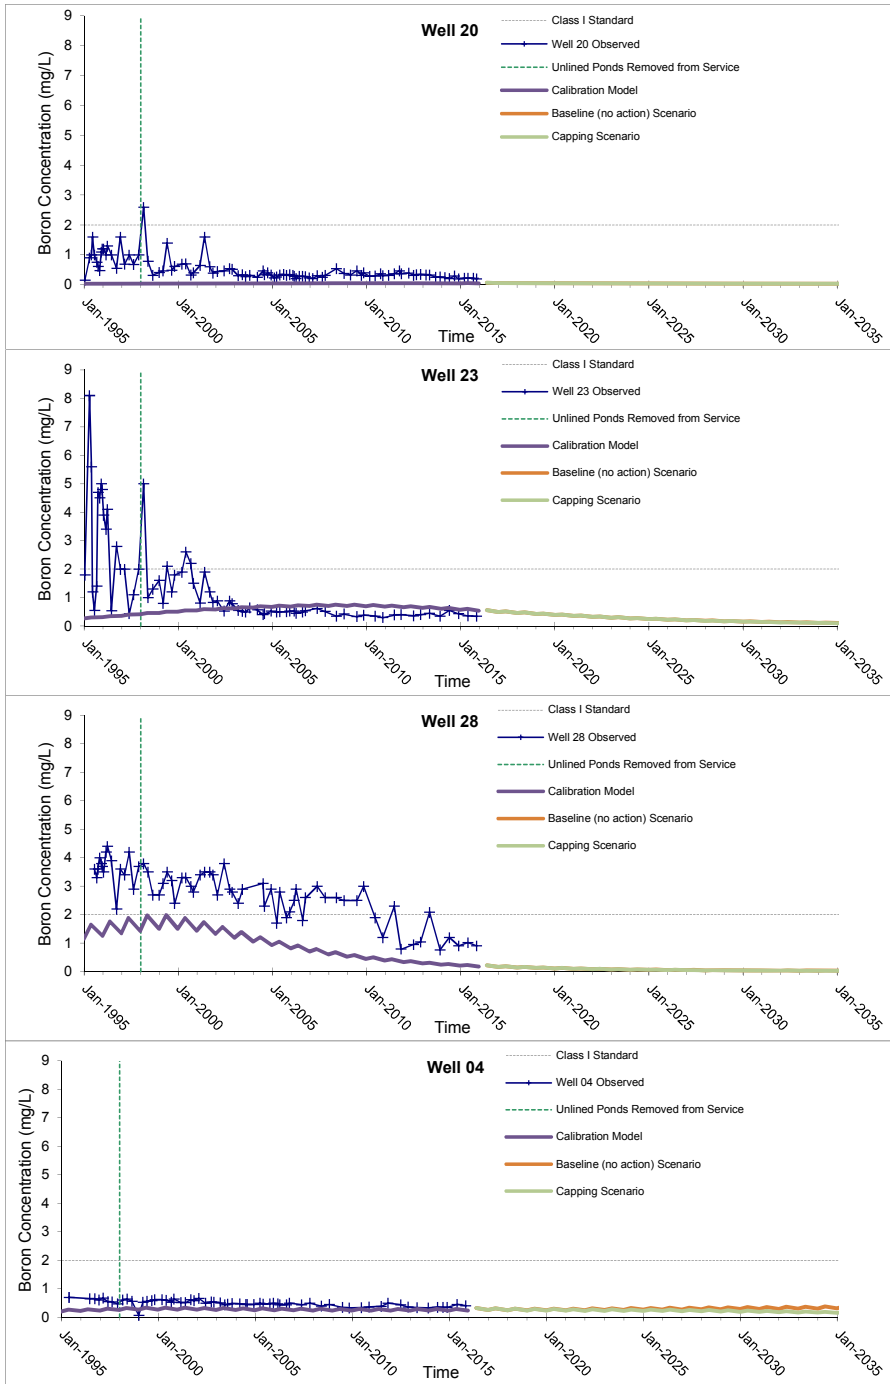 Well 20
Class I Standard
Well 20 Observed
Unlined Ponds Removed from Service
Calibration Model
Baseline (no action) Scenario
Capping Scenario
Boron Concentration (mg/L)
9
8
7
6
5
4
3
2
1
0
Jan-1995
Jan-2000
Jan-2005
Jan-2010
Jan-2015
Jan-2020
Jan-2025
Jan-2030
Jan-2035
Time
Well 23
Class I Standard
Well 23 Observed
Unlined Ponds Removed from Service
Calibration Model
Baseline (no action) Scenario
Capping Scenario
Boron Concentration (mg/L)
9
8
7
6
5
4
3
2
1
0
Jan-1995
Jan-2000
Jan-2005
Jan-2010
Jan-2015
Jan-2020
Jan-2025
Jan-2030
Jan-2035
Time
Well 28
Class I Standard
Well 28 Observed
Unlined Ponds Removed from Service
Calibration Model
Baseline (no action) Scenario
Capping Scenario
Boron Concentration (mg/L)
9
8
7
6
5
4
3
2
1
0
Jan-1995
Jan-2000
Jan-2005
Jan-2010
Jan-2015
Jan-2020
Jan-2025
Jan-2030
Jan-2035
Time
Well 04
Class I Standard
Well 04 Observed
Unlined Ponds Removed from Service
Calibration Model
Baseline (no action) Scenario
Capping Scenario
Boron Concentration (mg/L)
9
8
7
6
5
4
3
2
1
0
Jan-1995
Jan-2000
Jan-2005
Jan-2010
Jan-2015
Jan-2020
Jan-2025
Jan-2030
Jan-2035
Time